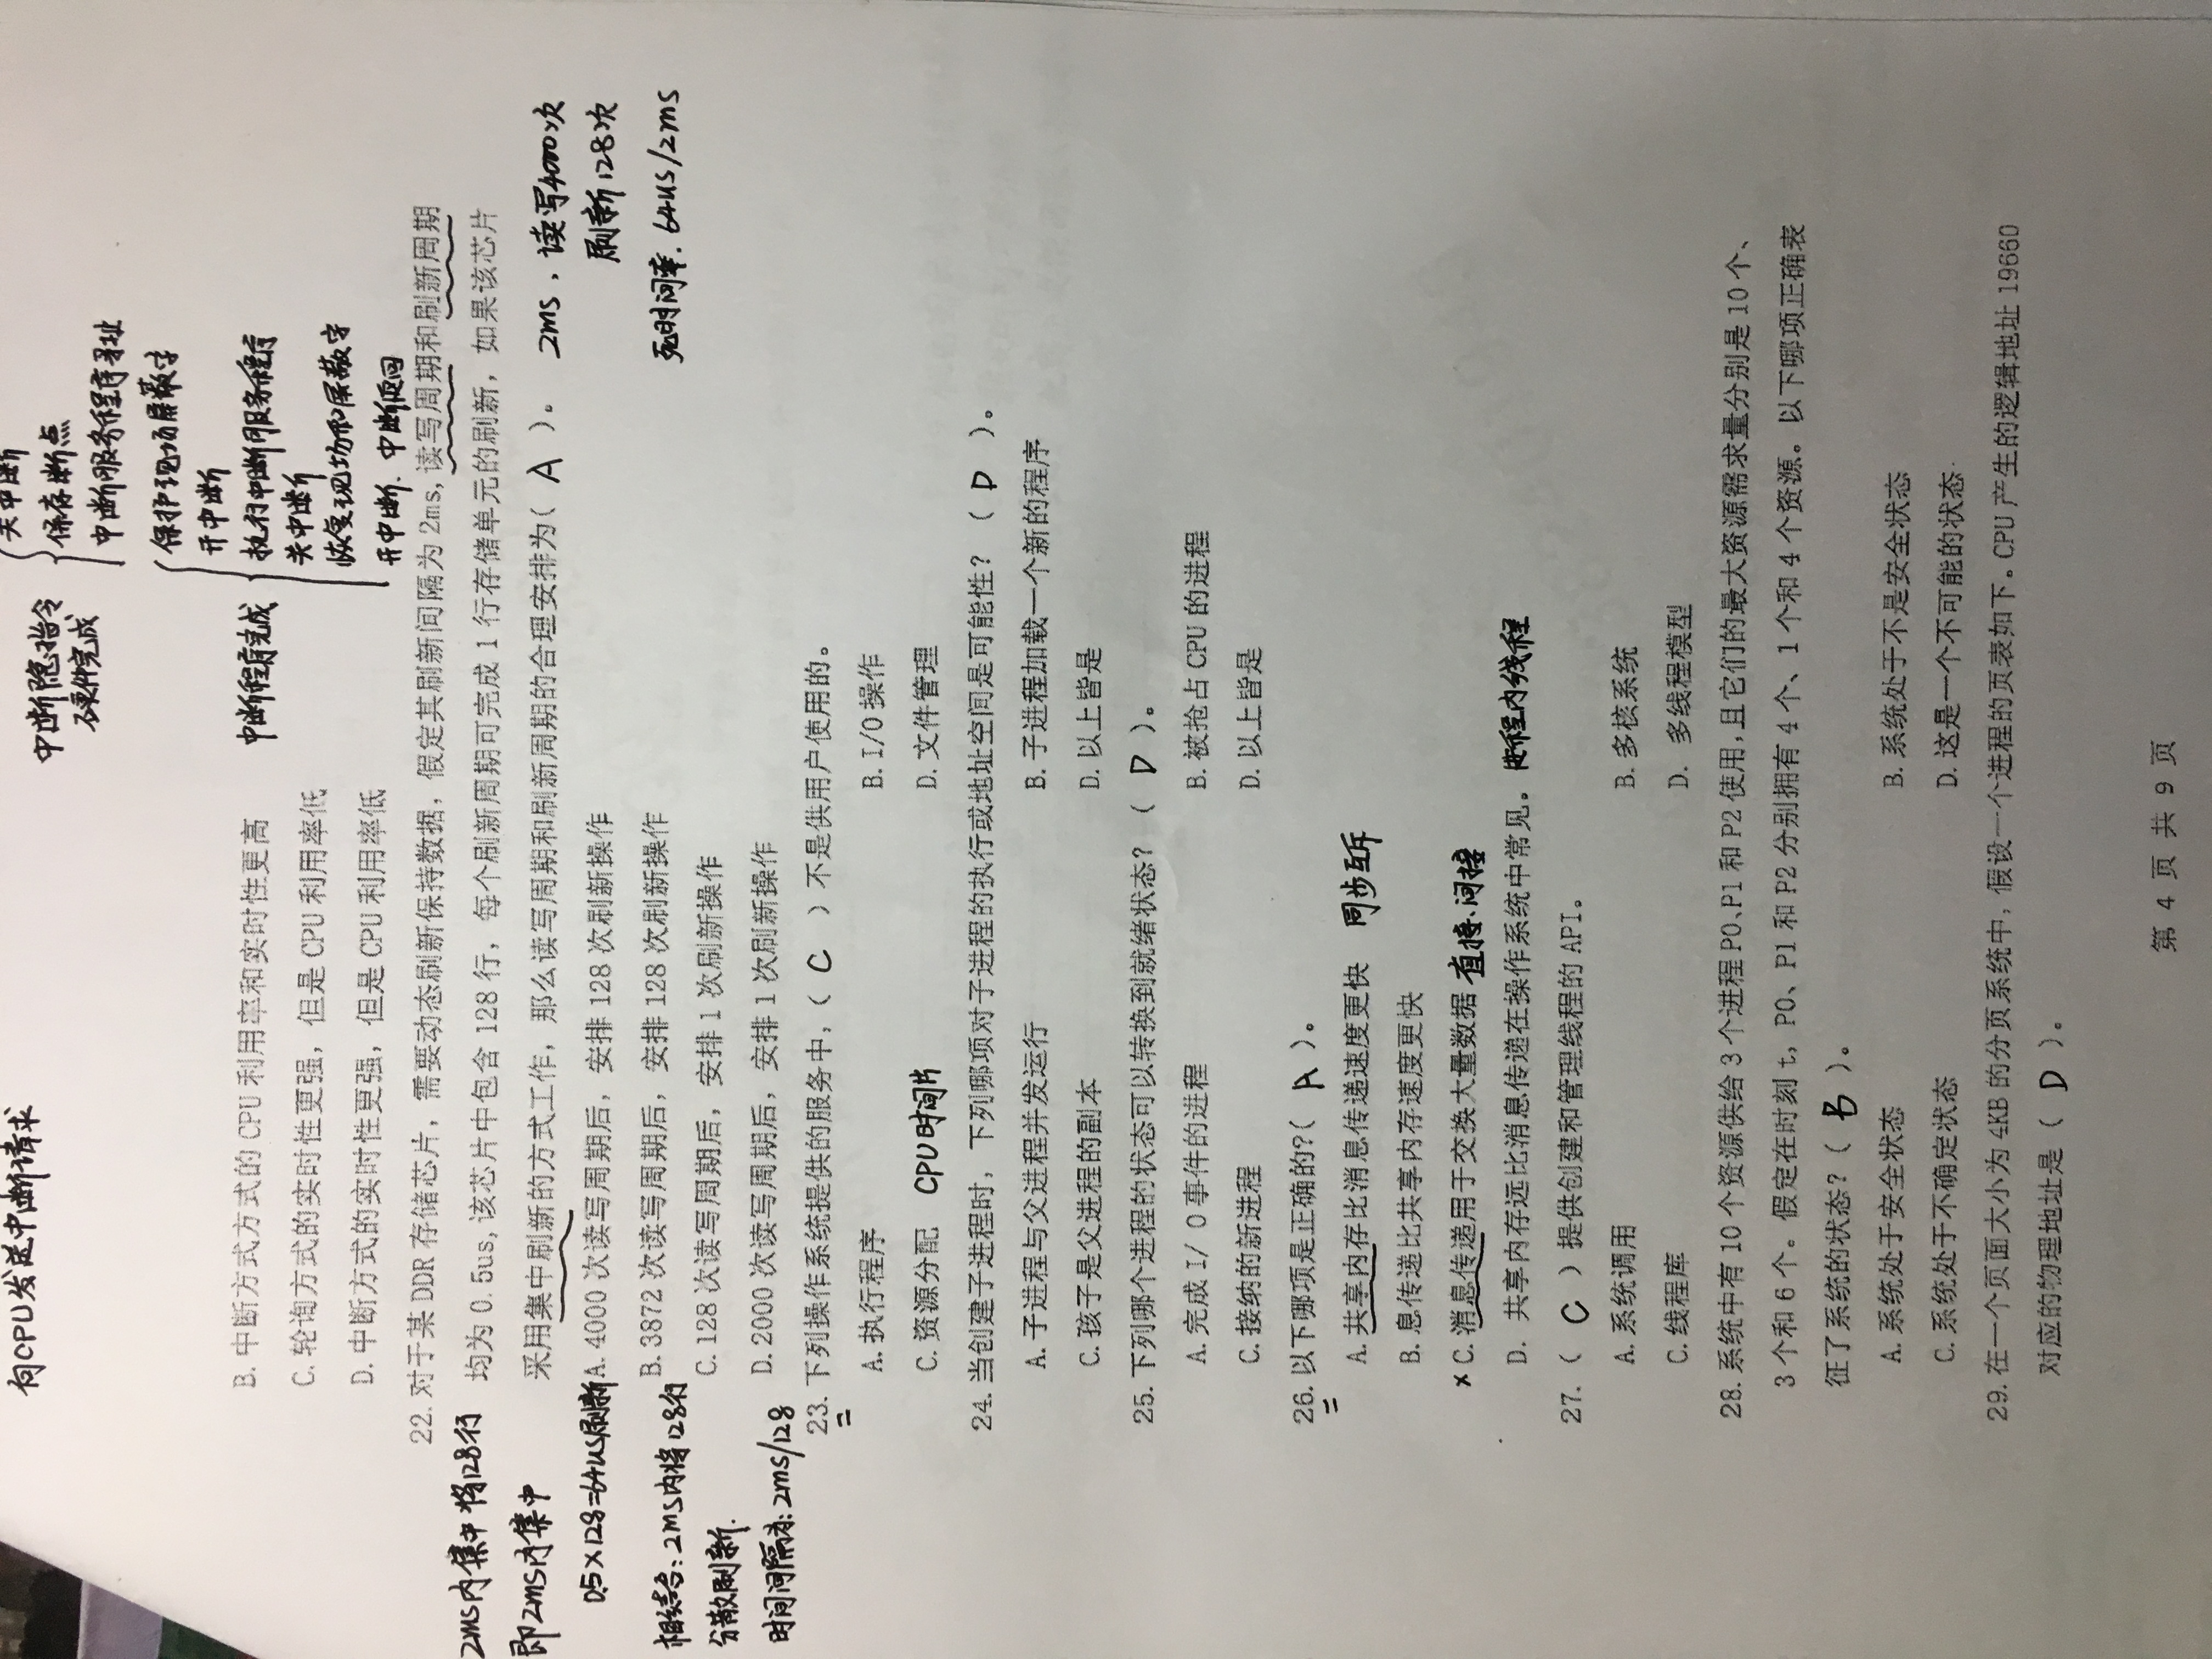 向CPU发送中断请求
关中断
中断隐指令
硬件完成
保存断点
中断服务程序寻址
保护现场屏蔽字
开中断
中断程序完成
执行中断服务程序
关中断
恢复现场和屏蔽字
开中断、中断返回
B.中断方式方式的 CPU 利用率和实时性更高
C.轮询方式的实时性更强，但是 CPU 利用率低
D.中断方式的实时性更强，但是 CPU 利用率低
22.对于某 DDR 存储芯片，需要动态刷新保持数据，假定其刷新间隔为 2ms,读写周期和刷新周期
均为 0.5us,该芯片中包含 128 行，每个刷新周期可完成 1 行存储单元的刷新，如果该芯片
采用集中刷新的方式工作，那么读写周期和刷新周期的合理安排为( A )。
2ms内集中将128行
即2ms内集中
0.5×128=64us刷新
相结合：2ms内将128行
分散刷新.
时间间隔为：2ms/128
2ms，读写4000次
刷新128次
死时间率. 64us/2ms
A.4000 次读写周期后，安排 128 次刷新操作
B.3872 次读写周期后，安排 128 次刷新操作
C.128 次读写周期后，安排 1 次刷新操作
D.2000 次读写周期后，安排 1 次刷新操作
23.下列操作系统提供的服务中，( C )不是供用户使用的。
A.执行程序 B.I/O 操作
C.资源分配 CPU时间片 D.文件管理
24.当创建子进程时，下列哪项对子进程的执行或地址空间是可能性？( D )。
A.子进程与父进程并发运行 B.子进程加载一个新的程序
C.孩子是父进程的副本 D.以上皆是
25.下列哪个进程的状态可以转换到就绪状态？( D )。
A.完成 I/ O 事件的进程 B.被抢占 CPU 的进程
C.接纳的新进程 D.以上皆是
26.以下哪项是正确的?( A )。
A.共享内存比消息传递速度更快 同步互斥
B.息传递比共享内存速度更快
× C.消息传递用于交换大量数据 直接、间接
D. 共享内存远比消息传递在操作系统中常见。 进程内线程
27.( C )提供创建和管理线程的 API。
A.系统调用 B.多核系统
C.线程库 D. 多线程模型
28.系统中有 10 个资源供给 3 个进程 P0、P1 和 P2 使用,且它们的最大资源需求量分别是 10 个、
3 个和 6 个。假定在时刻 t，P0、P1 和 P2 分别拥有 4 个、1 个和 4 个资源。以下哪项正确表
征了系统的状态？( B )。
A.系统处于安全状态 B.系统处于不是安全状态
C.系统处于不确定状态 D.这是一个不可能的状态
29.在一个页面大小为 4KB 的分页系统中，假设一个进程的页表如下。CPU 产生的逻辑地址 19660
对应的物理地址是( D )。
第 4 页 共 9 页